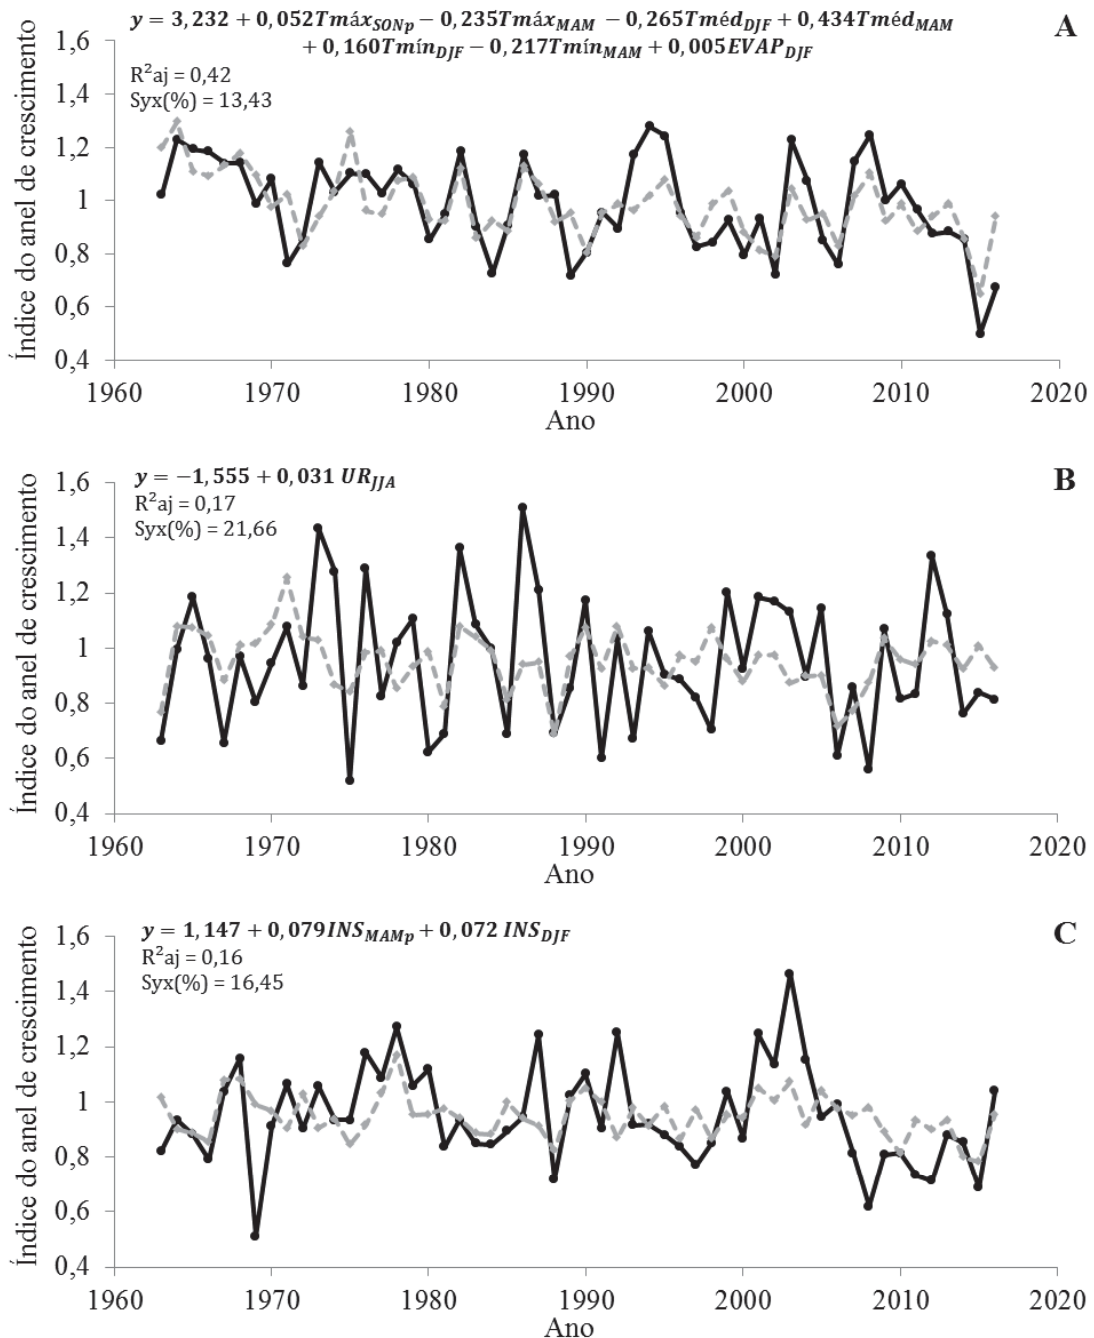 y = 3,232 + 0,052Tmáx_SONp − 0,235Tmáx_MAM − 0,265Tméd_DJF + 0,434Tméd_MAM
+ 0,160Tmín_DJF − 0,217Tmín_MAM + 0,005EVAP_DJF
A
R²aj = 0,42
Syx(%) = 13,43
Índice do anel de crescimento
1,6
1,4
1,2
1
0,8
0,6
0,4
1960 1970 1980 1990 2000 2010 2020
Ano
y = −1,555 + 0,031 UR_JJA
B
R²aj = 0,17
Syx(%) = 21,66
Índice do anel de crescimento
1,6
1,4
1,2
1
0,8
0,6
0,4
1960 1970 1980 1990 2000 2010 2020
Ano
y = 1,147 + 0,079INS_MAMp + 0,072 INS_DJF
C
R²aj = 0,16
Syx(%) = 16,45
Índice do anel de crescimento
1,6
1,4
1,2
1
0,8
0,6
0,4
1960 1970 1980 1990 2000 2010 2020
Ano